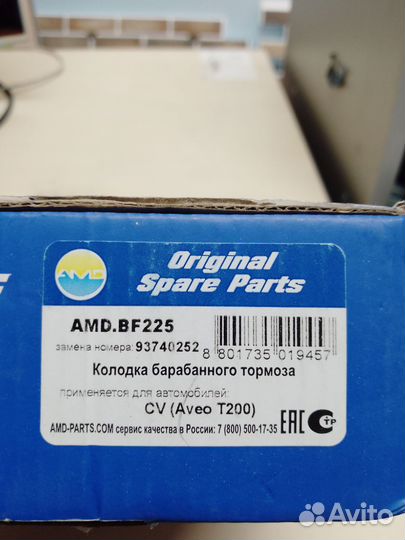 AMD
Original
Spare Parts
AMD.BF225
замена номера: 93740252
8 801735 019457
Колодка барабанного тормоза
применяется для автомобилей:
CV (Aveo T200)
AMD-PARTS.COM сервис качества в России: 7 (800) 500-17-35
EAC
СТР
Avito